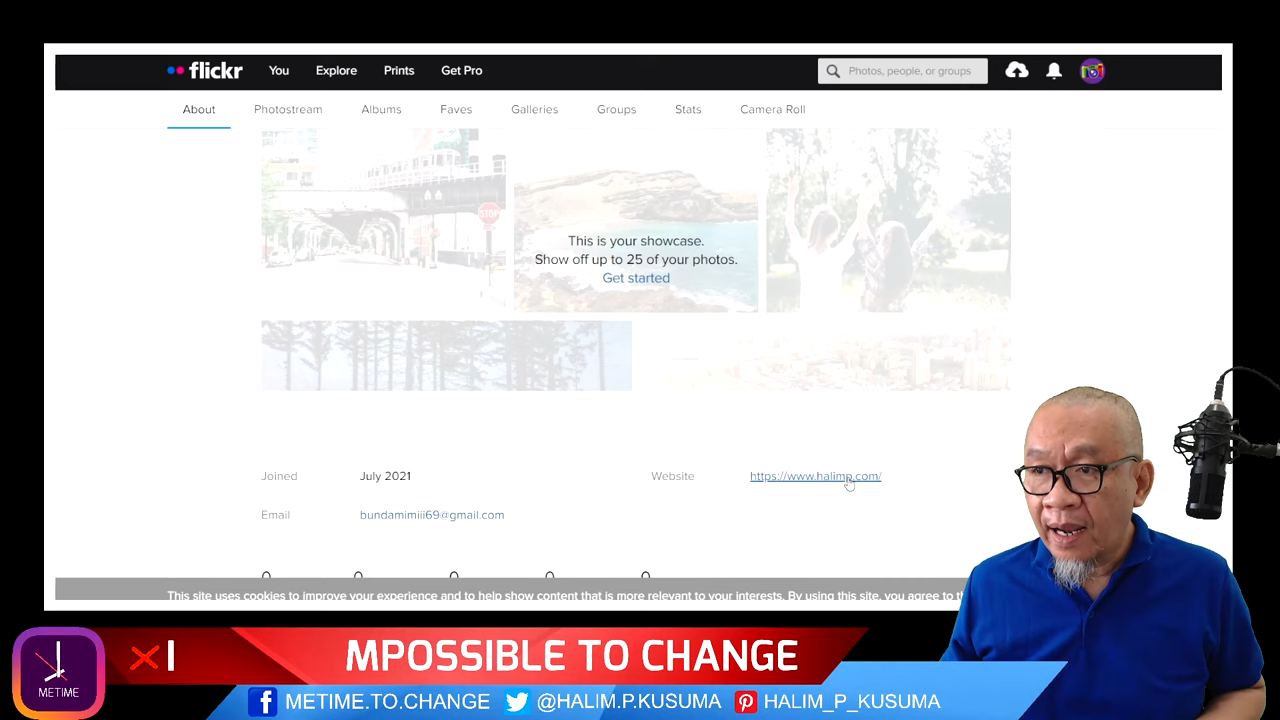 flickr You Explore Prints Get Pro Photos, people, or groups
About Photostream Albums Faves Galleries Groups Stats Camera Roll
STOP
This is your showcase.
Show off up to 25 of your photos.
Get started
Joined July 2021 Website https://www.halimp.com/
Email bundamimiii69@gmail.com
This site uses cookies to improve your experience and to help show content that is more relevant to your interests. By using this site, you agree to
X I MPOSSIBLE TO CHANGE
METIME
METIME.TO.CHANGE @HALIM.P.KUSUMA HALIM_P_KUSUMA